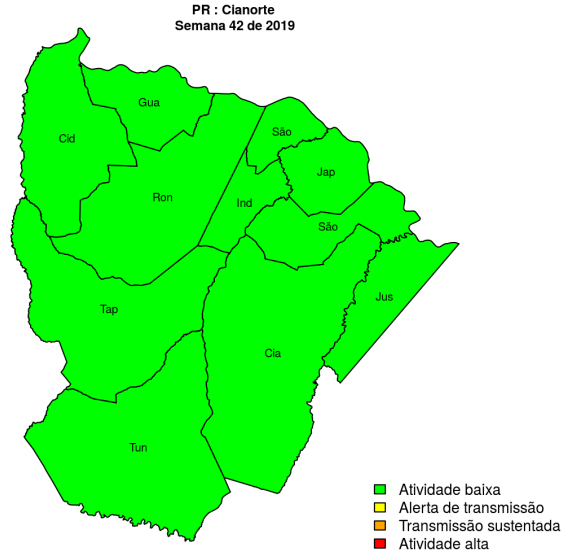 PR : Cianorte
Semana 42 de 2019
Gua
Cid
São
Jap
Ron
Ind
São
Jus
Tap
Cia
Tun
Atividade baixa
Alerta de transmissão
Transmissão sustentada
Atividade alta